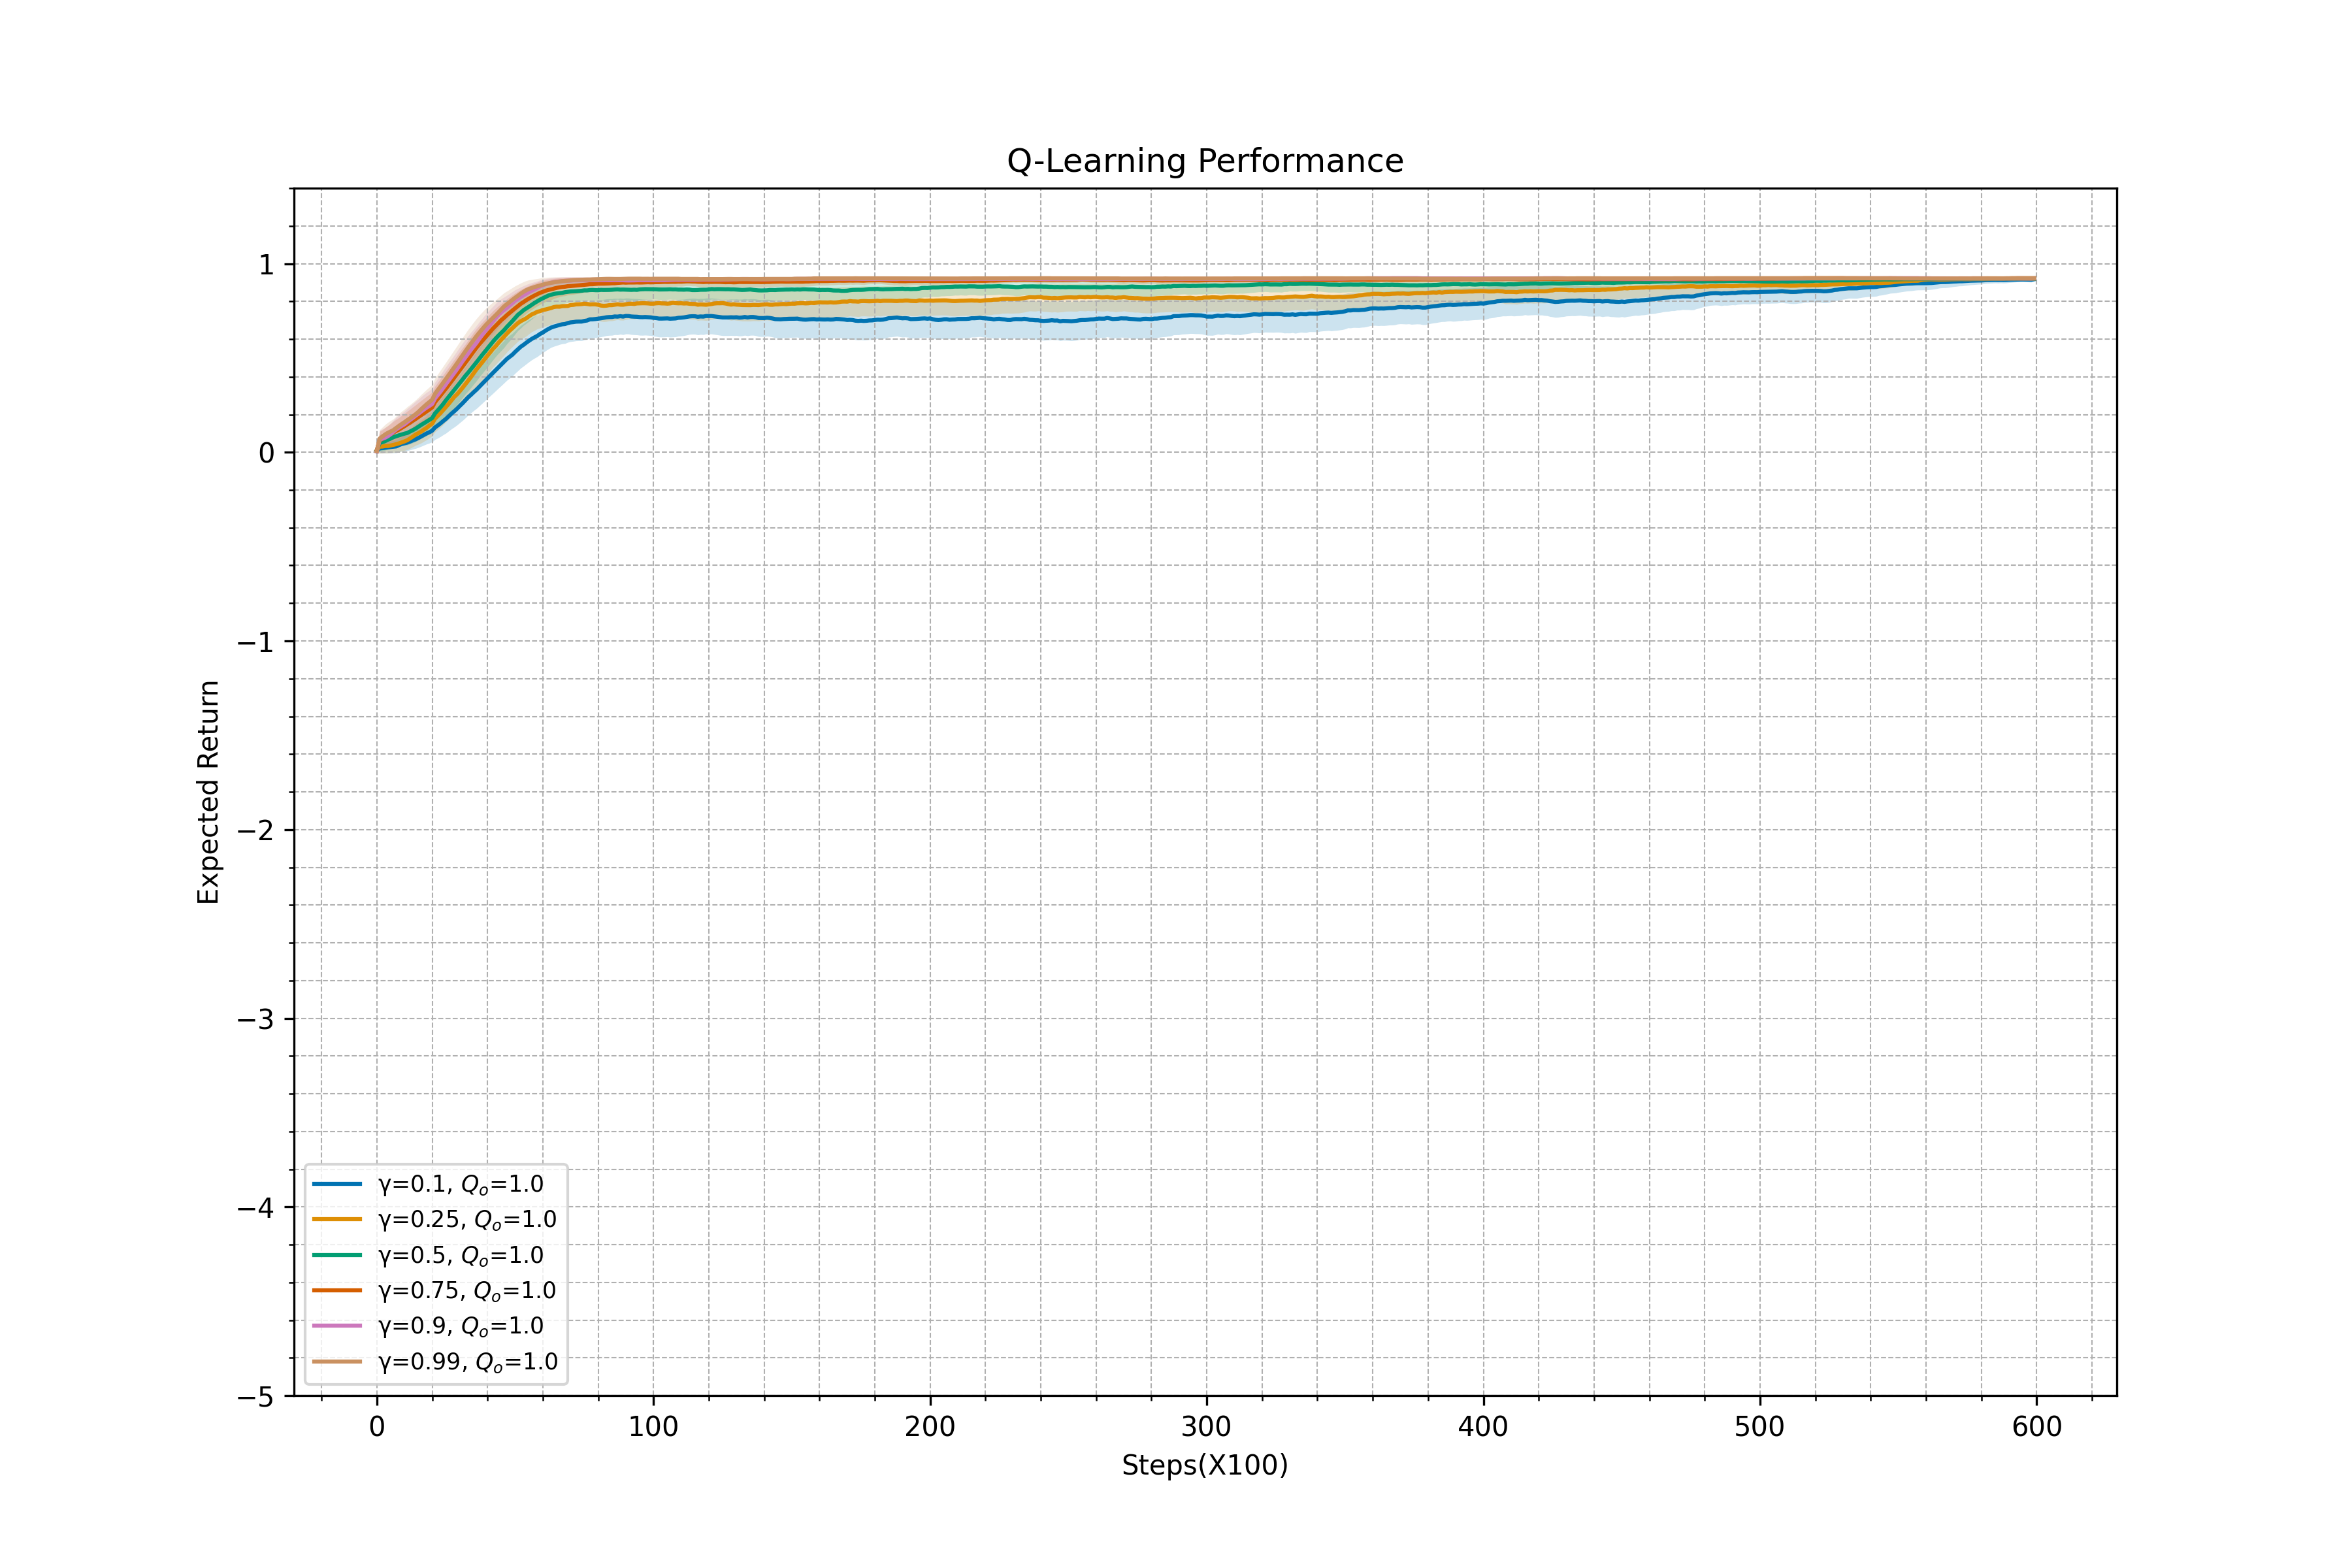 Q-Learning Performance
Expected Return
1
0
−1
−2
−3
−4
−5
γ=0.1, Qₒ=1.0
γ=0.25, Qₒ=1.0
γ=0.5, Qₒ=1.0
γ=0.75, Qₒ=1.0
γ=0.9, Qₒ=1.0
γ=0.99, Qₒ=1.0
0 100 200 300 400 500 600
Steps(X100)